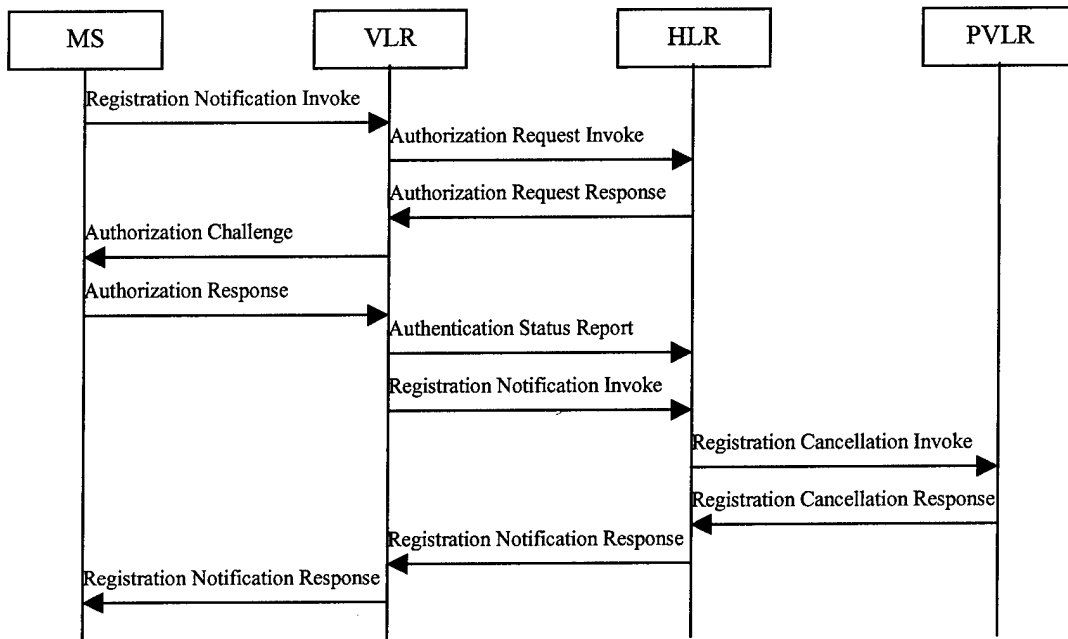 MS
VLR
HLR
PVLR
Registration Notification Invoke
Authorization Request Invoke
Authorization Request Response
Authorization Challenge
Authorization Response
Authentication Status Report
Registration Notification Invoke
Registration Cancellation Invoke
Registration Cancellation Response
Registration Notification Response
Registration Notification Response